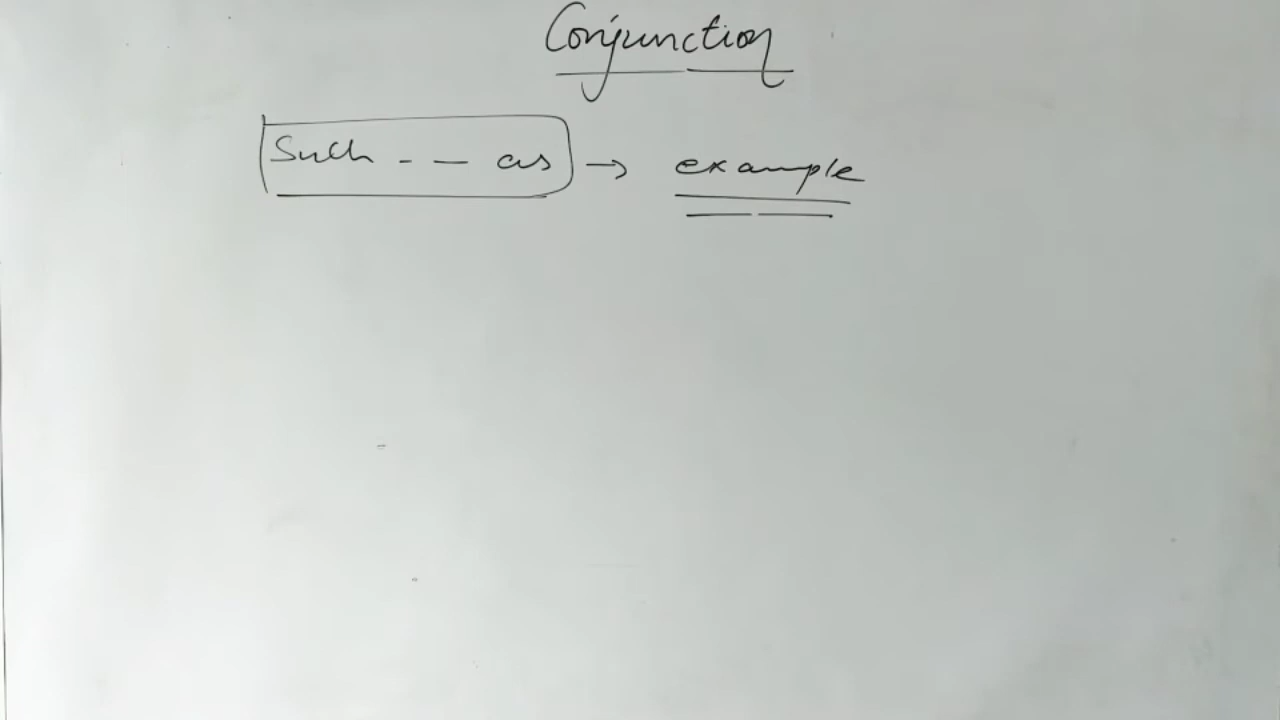 Conjunction
Such - - as → example